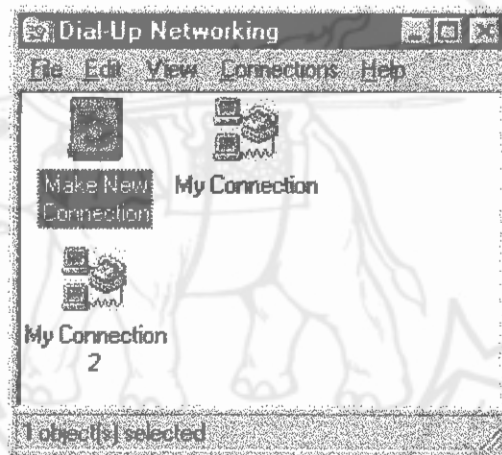 Dial-Up Networking
File Edit View Connections Help
Make New
Connection
My Connection
My Connection
2
1 object(s) selected